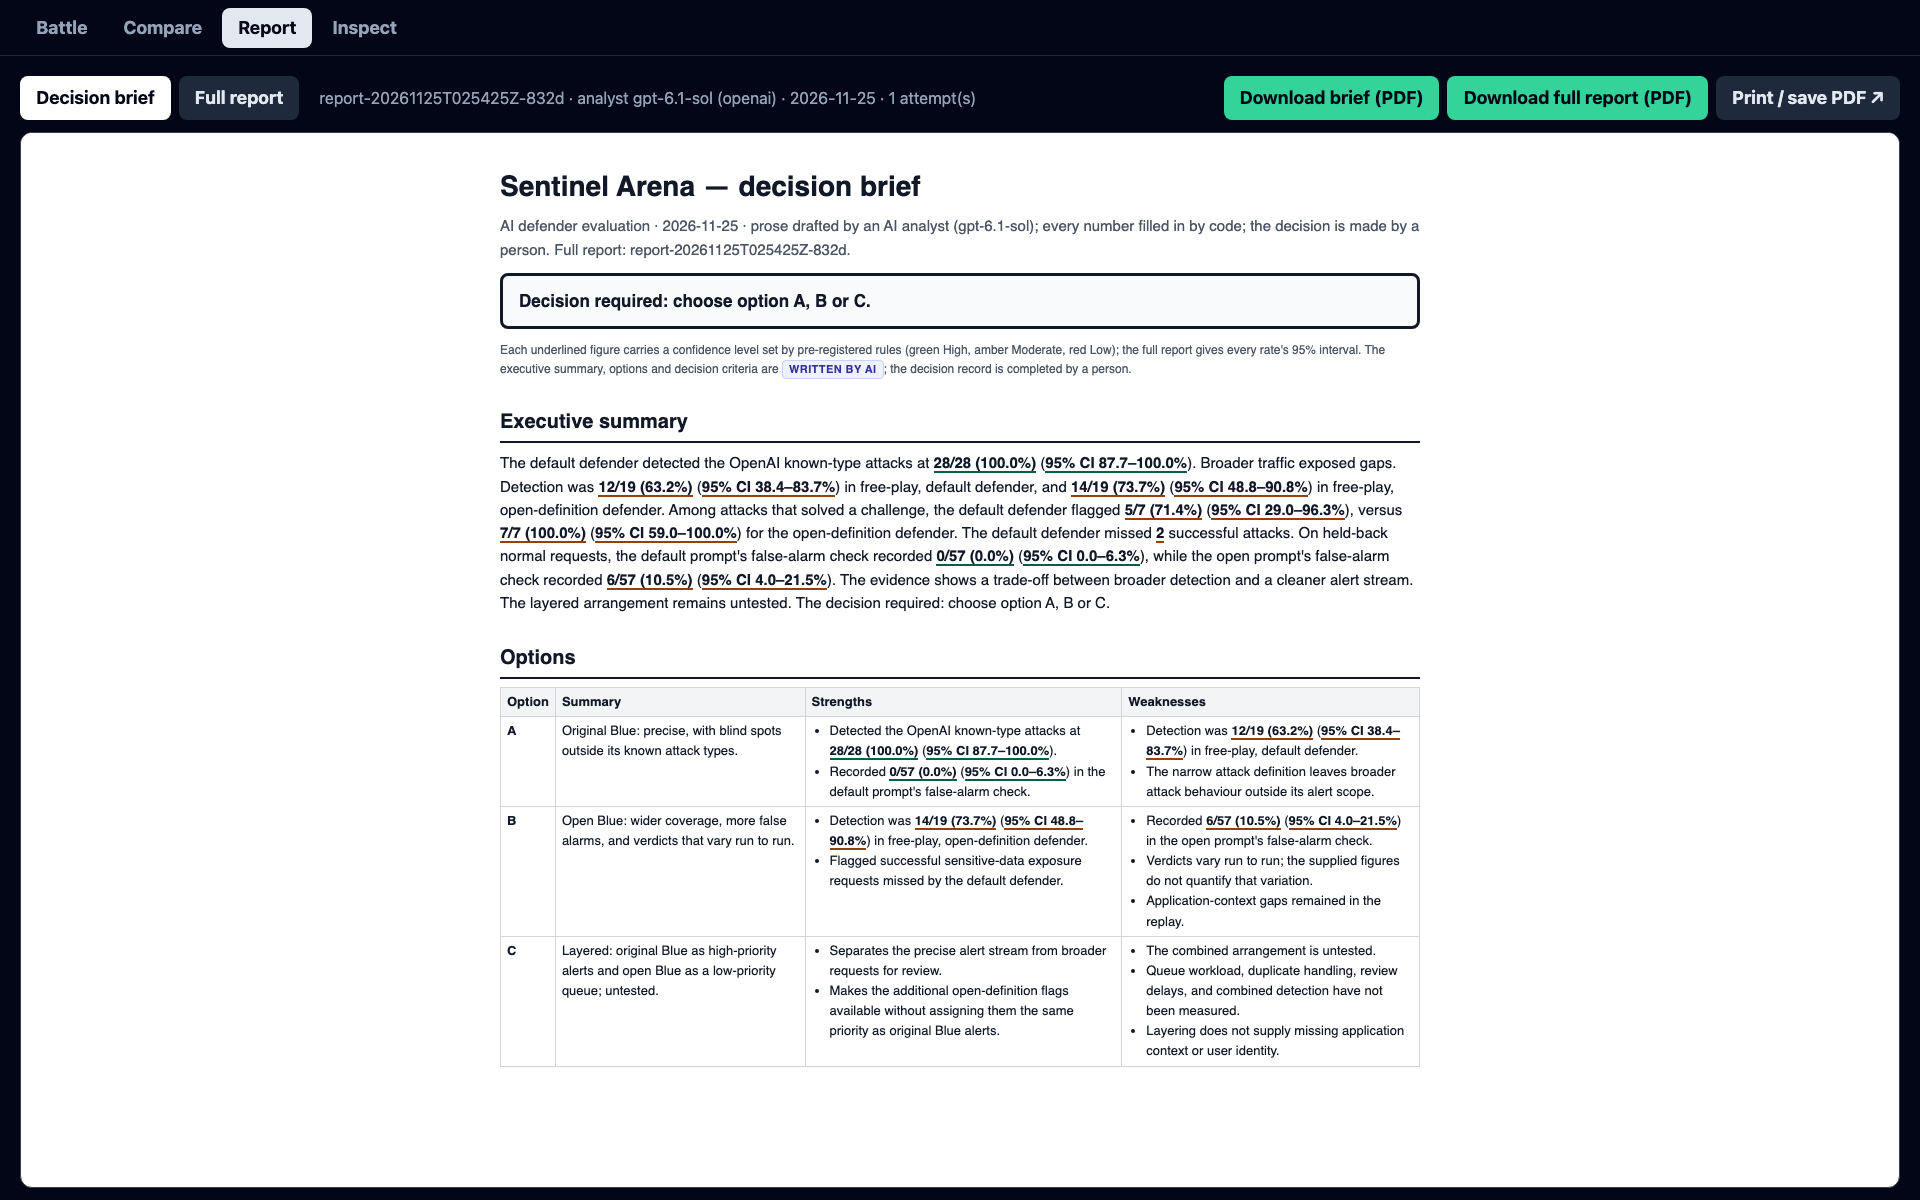 Battle Compare Report Inspect
Decision brief Full report report-20261125T025425Z-832d · analyst gpt-6.1-sol (openai) · 2026-11-25 · 1 attempt(s) Download brief (PDF) Download full report (PDF) Print / save PDF ↗
Sentinel Arena — decision brief
AI defender evaluation · 2026-11-25 · prose drafted by an AI analyst (gpt-6.1-sol); every number filled in by code; the decision is made by a
person. Full report: report-20261125T025425Z-832d.
Decision required: choose option A, B or C.
Each underlined figure carries a confidence level set by pre-registered rules (green High, amber Moderate, red Low); the full report gives every rate's 95% interval. The
executive summary, options and decision criteria are WRITTEN BY AI ; the decision record is completed by a person.
Executive summary
The default defender detected the OpenAI known-type attacks at 28/28 (100.0%) (95% CI 87.7–100.0%). Broader traffic exposed gaps.
Detection was 12/19 (63.2%) (95% CI 38.4–83.7%) in free-play, default defender, and 14/19 (73.7%) (95% CI 48.8–90.8%) in free-play,
open-definition defender. Among attacks that solved a challenge, the default defender flagged 5/7 (71.4%) (95% CI 29.0–96.3%), versus
7/7 (100.0%) (95% CI 59.0–100.0%) for the open-definition defender. The default defender missed 2 successful attacks. On held-back
normal requests, the default prompt's false-alarm check recorded 0/57 (0.0%) (95% CI 0.0–6.3%), while the open prompt's false-alarm
check recorded 6/57 (10.5%) (95% CI 4.0–21.5%). The evidence shows a trade-off between broader detection and a cleaner alert stream.
The layered arrangement remains untested. The decision required: choose option A, B or C.
Options
Option Summary Strengths Weaknesses
A
Original Blue: precise, with blind spots
outside its known attack types.
• Detected the OpenAI known-type attacks at
28/28 (100.0%) (95% CI 87.7–100.0%).
• Recorded 0/57 (0.0%) (95% CI 0.0–6.3%) in the
default prompt's false-alarm check.
• Detection was 12/19 (63.2%) (95% CI 38.4–
83.7%) in free-play, default defender.
• The narrow attack definition leaves broader
attack behaviour outside its alert scope.
B
Open Blue: wider coverage, more false
alarms, and verdicts that vary run to run.
• Detection was 14/19 (73.7%) (95% CI 48.8–
90.8%) in free-play, open-definition defender.
• Flagged successful sensitive-data exposure
requests missed by the default defender.
• Recorded 6/57 (10.5%) (95% CI 4.0–21.5%)
in the open prompt's false-alarm check.
• Verdicts vary run to run; the supplied figures
do not quantify that variation.
• Application-context gaps remained in the
replay.
C
Layered: original Blue as high-priority
alerts and open Blue as a low-priority
queue; untested.
• Separates the precise alert stream from broader
requests for review.
• Makes the additional open-definition flags
available without assigning them the same
priority as original Blue alerts.
• The combined arrangement is untested.
• Queue workload, duplicate handling, review
delays, and combined detection have not
been measured.
• Layering does not supply missing application
context or user identity.